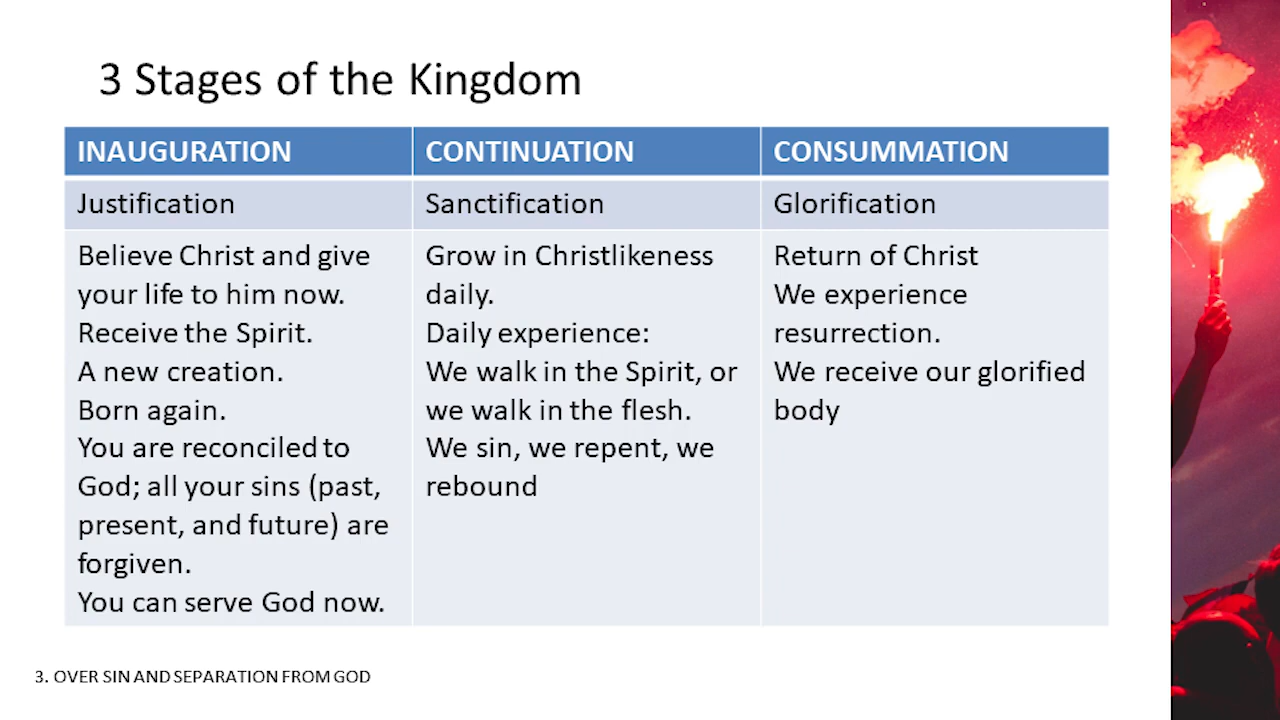 3 Stages of the Kingdom
INAUGURATION
CONTINUATION
CONSUMMATION
Justification
Sanctification
Glorification
Believe Christ and give
your life to him now.
Receive the Spirit.
A new creation.
Born again.
You are reconciled to
God; all your sins (past,
present, and future) are
forgiven.
You can serve God now.
Grow in Christlikeness
daily.
Daily experience:
We walk in the Spirit, or
we walk in the flesh.
We sin, we repent, we
rebound
Return of Christ
We experience
resurrection.
We receive our glorified
body
3. OVER SIN AND SEPARATION FROM GOD